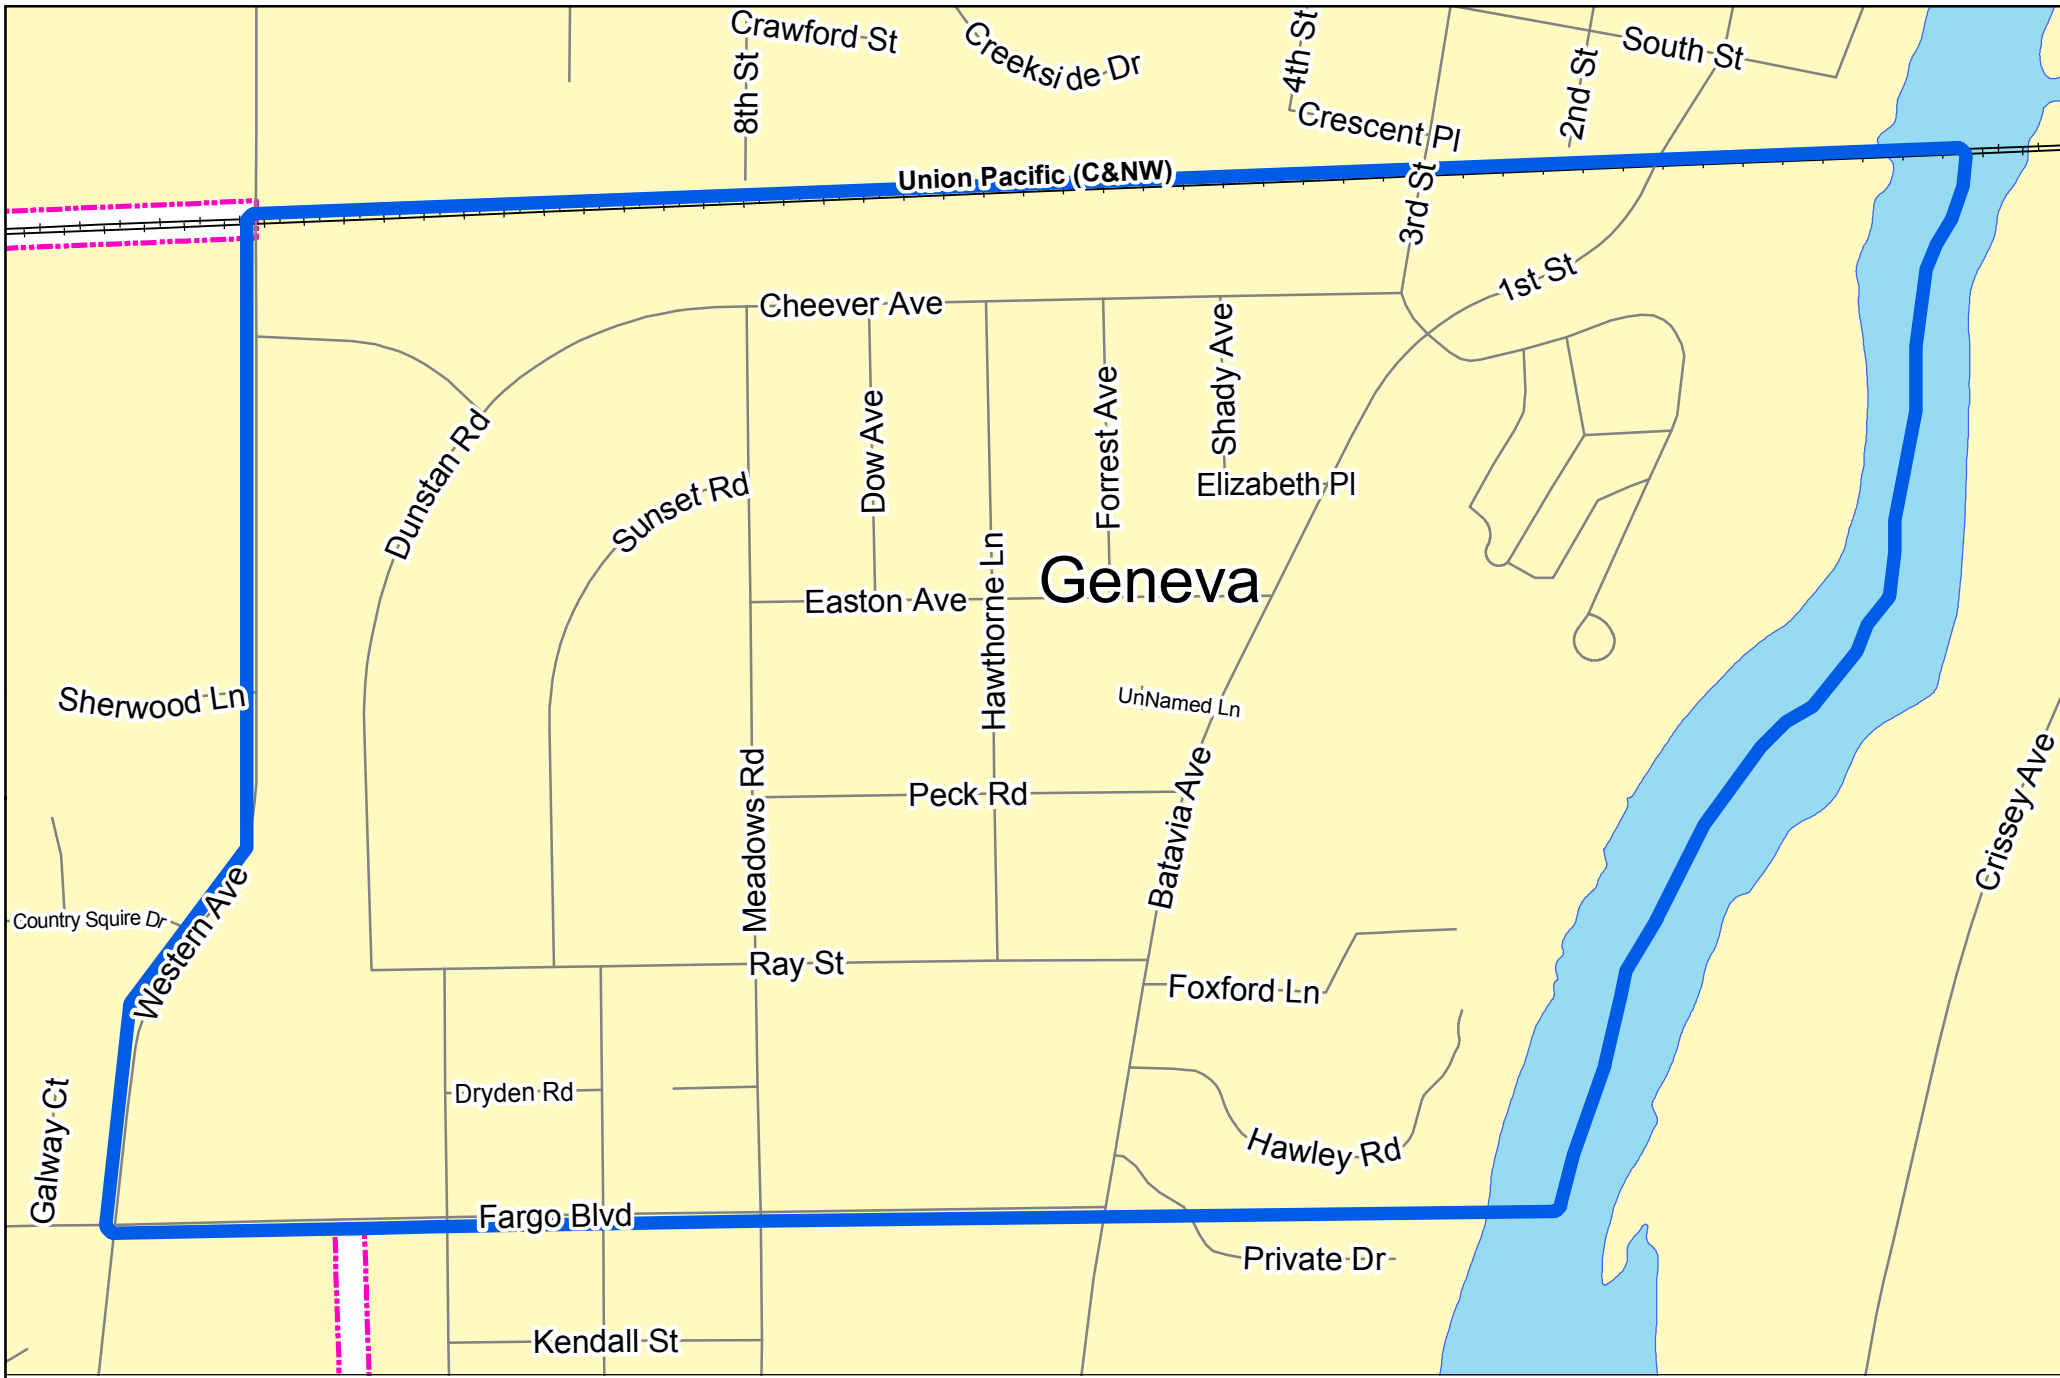 Crawford St
Creekside Dr
4th St
South St
8th St
2nd St
Crescent Pl
Union Pacific (C&NW)
3rd St
1st St
Cheever Ave
Shady Ave
Dow Ave
Forrest Ave
Dunstan Rd
Sunset Rd
Elizabeth Pl
Geneva
Hawthorne Ln
Easton Ave
Sherwood Ln
UnNamed Ln
Meadows Rd
Peck Rd
Batavia Ave
Crissey Ave
Country Squire Dr
Western Ave
Ray St
Foxford Ln
Dryden Rd
Galway Ct
Hawley Rd
Fargo Blvd
Private Dr
Kendall St